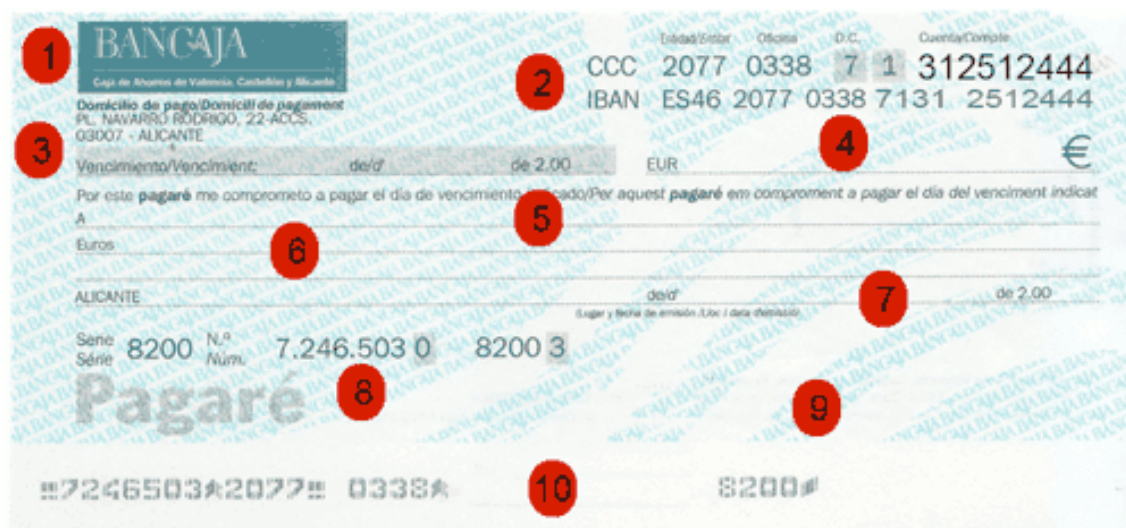 1
BANCAJA
Caja de Ahorros de Valencia, Castellón y Alicante
Entidad/Entitat Oficina D.C. Cuenta/Compte
2
CCC 2077 0338 7 1 312512444
IBAN ES46 2077 0338 7131 2512444
Domicilio de pago/Domicili de pagament
PL. NAVARRO RODRIGO, 22-ACCS.
03007 - ALICANTE
3
4
Vencimiento/Venciment: de/d' de 2.00
EUR €
Por este pagaré me comprometo a pagar el día de vencimiento indicado/Per aquest pagaré em compromet a pagar el dia del venciment indicat
5
A
6
Euros
7
ALICANTE de/d' de 2.00
(Lugar y fecha de emisión /Lloc i data d'emissió)
Serie Série 8200 N.º Núm. 7.246.503 0 8200 3
8
Pagaré
9
7246503 2077 0338 8200
10